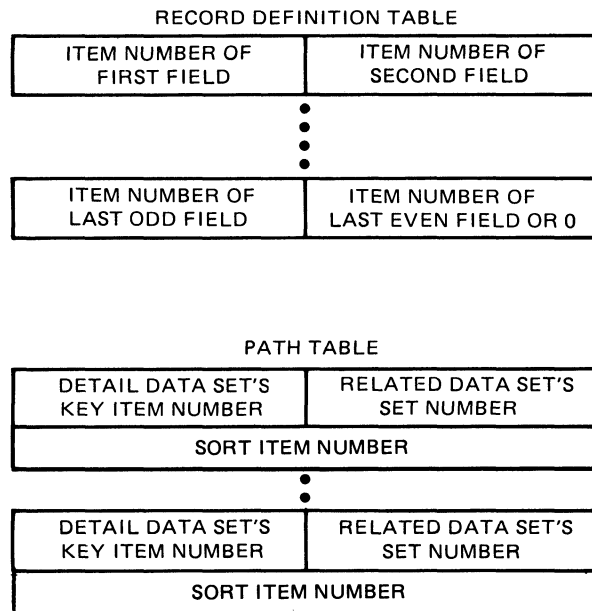 RECORD DEFINITION TABLE
ITEM NUMBER OF FIRST FIELD
ITEM NUMBER OF SECOND FIELD
ITEM NUMBER OF LAST ODD FIELD
ITEM NUMBER OF LAST EVEN FIELD OR 0
PATH TABLE
DETAIL DATA SET'S KEY ITEM NUMBER
RELATED DATA SET'S SET NUMBER
SORT ITEM NUMBER
DETAIL DATA SET'S KEY ITEM NUMBER
RELATED DATA SET'S SET NUMBER
SORT ITEM NUMBER